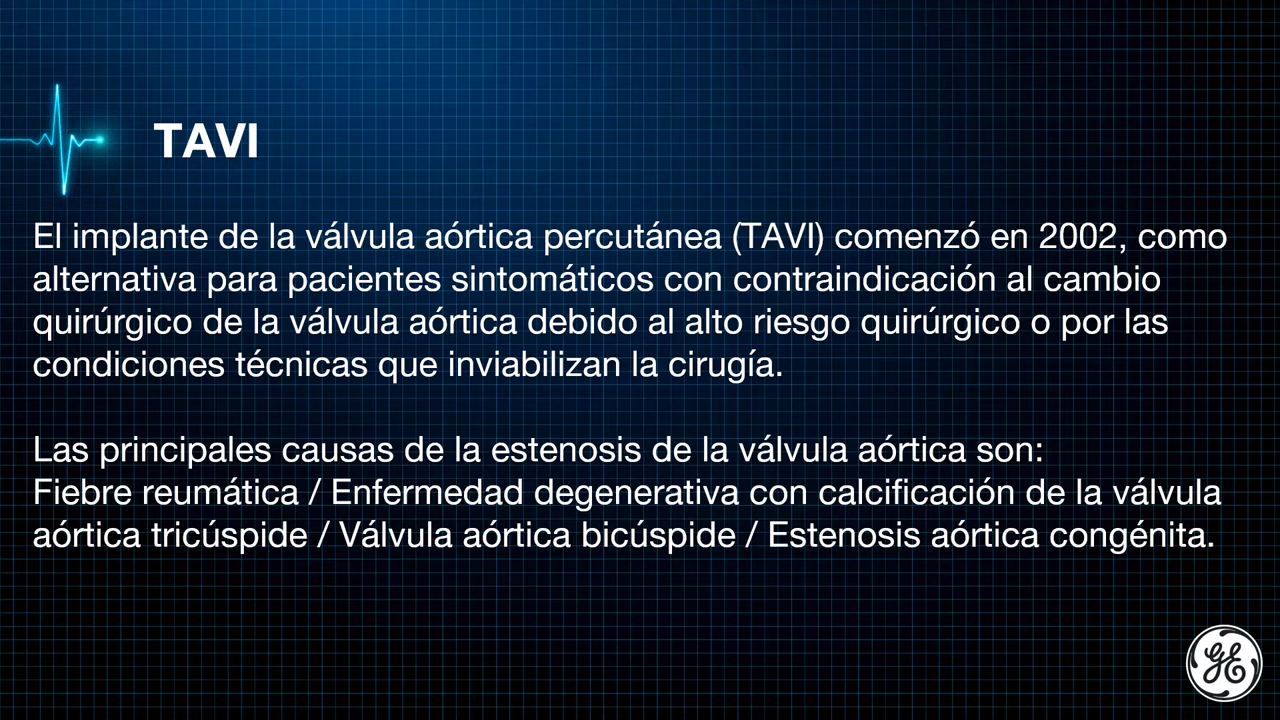 TAVI
El implante de la válvula aórtica percutánea (TAVI) comenzó en 2002, como
alternativa para pacientes sintomáticos con contraindicación al cambio
quirúrgico de la válvula aórtica debido al alto riesgo quirúrgico o por las
condiciones técnicas que inviabilizan la cirugía.
Las principales causas de la estenosis de la válvula aórtica son:
Fiebre reumática / Enfermedad degenerativa con calcificación de la válvula
aórtica tricúspide / Válvula aórtica bicúspide / Estenosis aórtica congénita.
GE